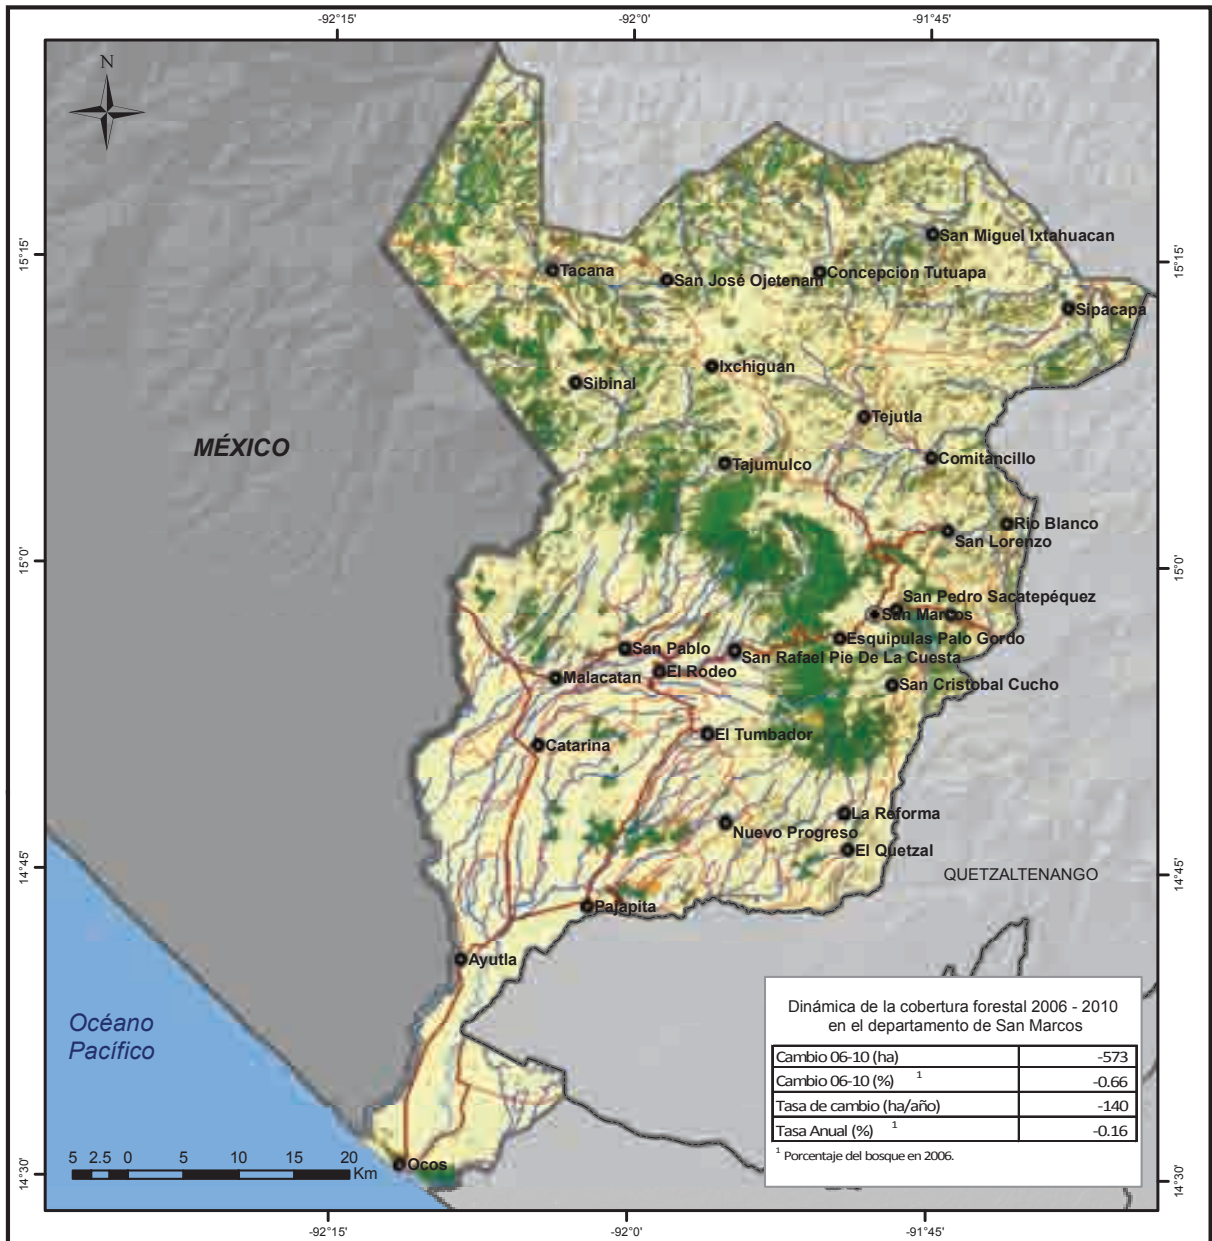 -92°15' -92°0' -91°45'
N
15°15' 15°15'
San Miguel Ixtahuacan
Tacana
San José Ojetenam
Concepcion Tutuapa
Sipacapa
Ixchiguan
Sibinal
Tejutla
MÉXICO
Comitancillo
Tajumulco
Rio Blanco
San Lorenzo
15°0' 15°0'
San Pedro Sacatepéquez
San Marcos
Esquipulas Palo Gordo
San Pablo
San Rafael Pie De La Cuesta
El Rodeo
Malacatan
San Cristobal Cucho
El Tumbador
Catarina
La Reforma
Nuevo Progreso
El Quetzal
14°45' 14°45'
QUETZALTENANGO
Pajapita
Ayutla
Océano
Pacífico
Dinámica de la cobertura forestal 2006 - 2010
en el departamento de San Marcos
Cambio 06-10 (ha) -573
Cambio 06-10 (%) 1 -0.66
Tasa de cambio (ha/año) -140
Tasa Anual (%) 1 -0.16
1 Porcentaje del bosque en 2006.
5 2.5 0 5 10 15 20
Km
Ocos
14°30' 14°30'
-92°15' -92°0' -91°45'